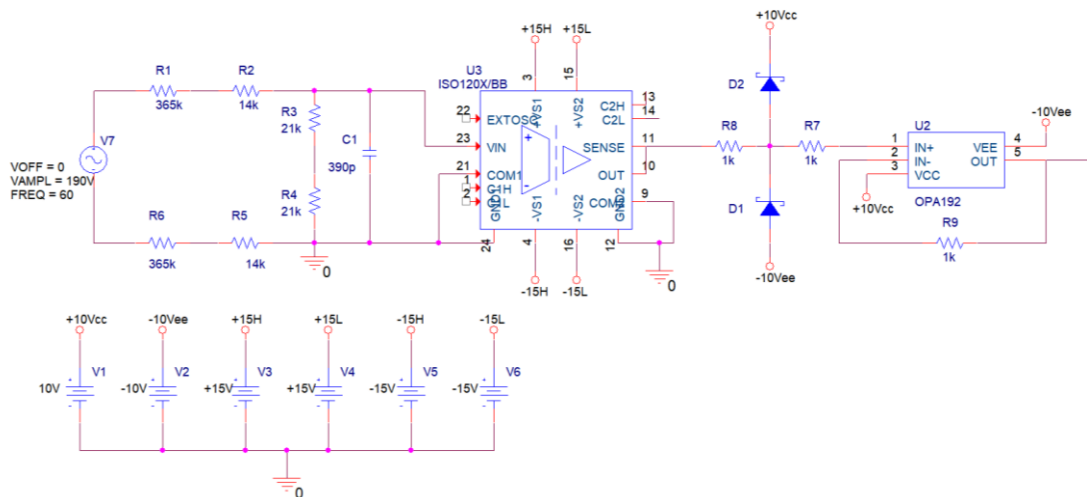 +15H
+15L
+10Vcc
U3
ISO120X/BB
R1
365k
R2
14k
3
15
+VS1
+VS2
D2
C2H
C2L
13
14
-10Vee
22
EXTOSC
R3
21k
C1
390p
V7
VOFF = 0
VAMPL = 190V
FREQ = 60
23
VIN
SENSE
11
R8
1k
R7
1k
U2
1
IN+
2
IN-
3
VCC
VEE
4
OUT
5
OPA192
+10Vcc
21
COM1
OUT
10
1
C1H
2
C1L
GND1
-VS1
-VS2
GND2
9
R4
21k
D1
R9
1k
R6
365k
R5
14k
24
4
16
12
0
0
-15H
-15L
-10Vee
+10Vcc
-10Vee
+15H
+15L
-15H
-15L
V1
10V
V2
-10V
V3
+15V
V4
+15V
V5
-15V
V6
-15V
0